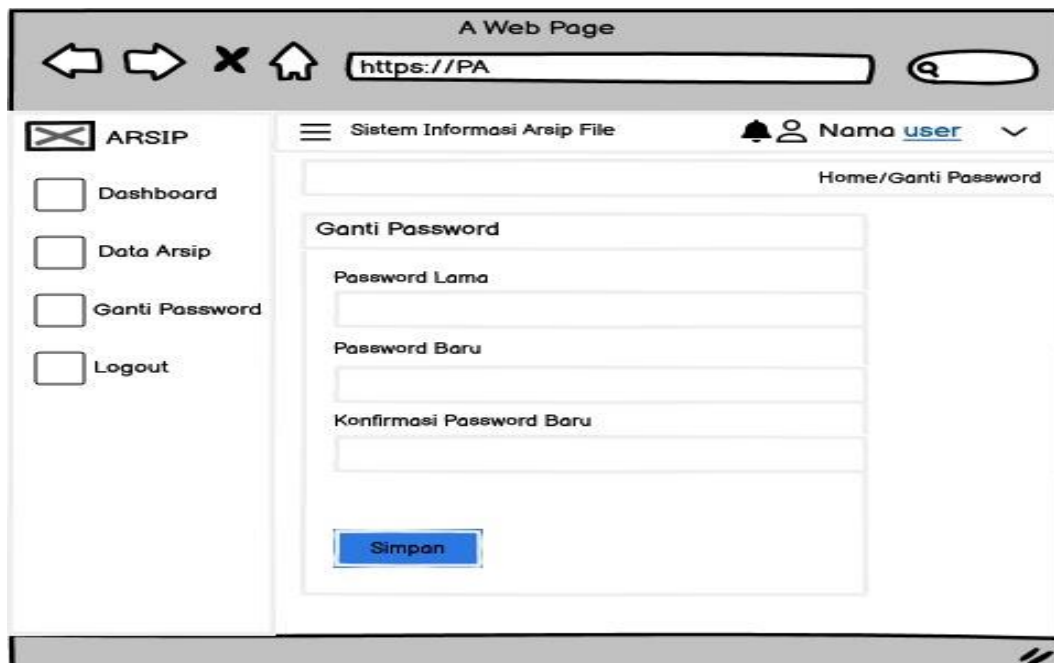 A Web Page
https://PA
ARSIP
Dashboard
Data Arsip
Ganti Password
Logout
Sistem Informasi Arsip File
Nama user
Home/Ganti Password
Ganti Password
Password Lama
Password Baru
Konfirmasi Password Baru
Simpan